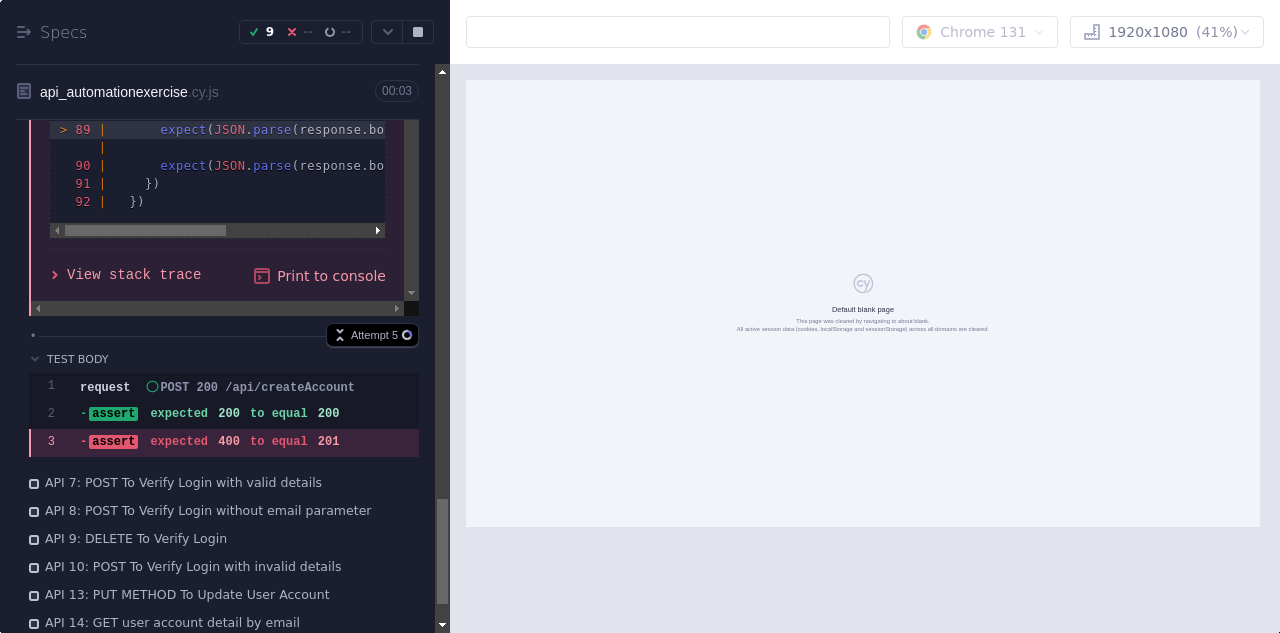 Specs
9
--
--
Chrome 131
1920x1080 (41%)
api_automationexercise.cy.js
00:03
> 89 | expect(JSON.parse(response.bo
|
90 | expect(JSON.parse(response.bo
91 | })
92 | })
View stack trace
Print to console
Attempt 5
TEST BODY
1 request POST 200 /api/createAccount
2 -assert expected 200 to equal 200
3 -assert expected 400 to equal 201
API 7: POST To Verify Login with valid details
API 8: POST To Verify Login without email parameter
API 9: DELETE To Verify Login
API 10: POST To Verify Login with invalid details
API 13: PUT METHOD To Update User Account
API 14: GET user account detail by email
cy
Default blank page
This page was cleared by navigating to about:blank.
All active session data (cookies, localStorage and sessionStorage) across all domains are cleared.